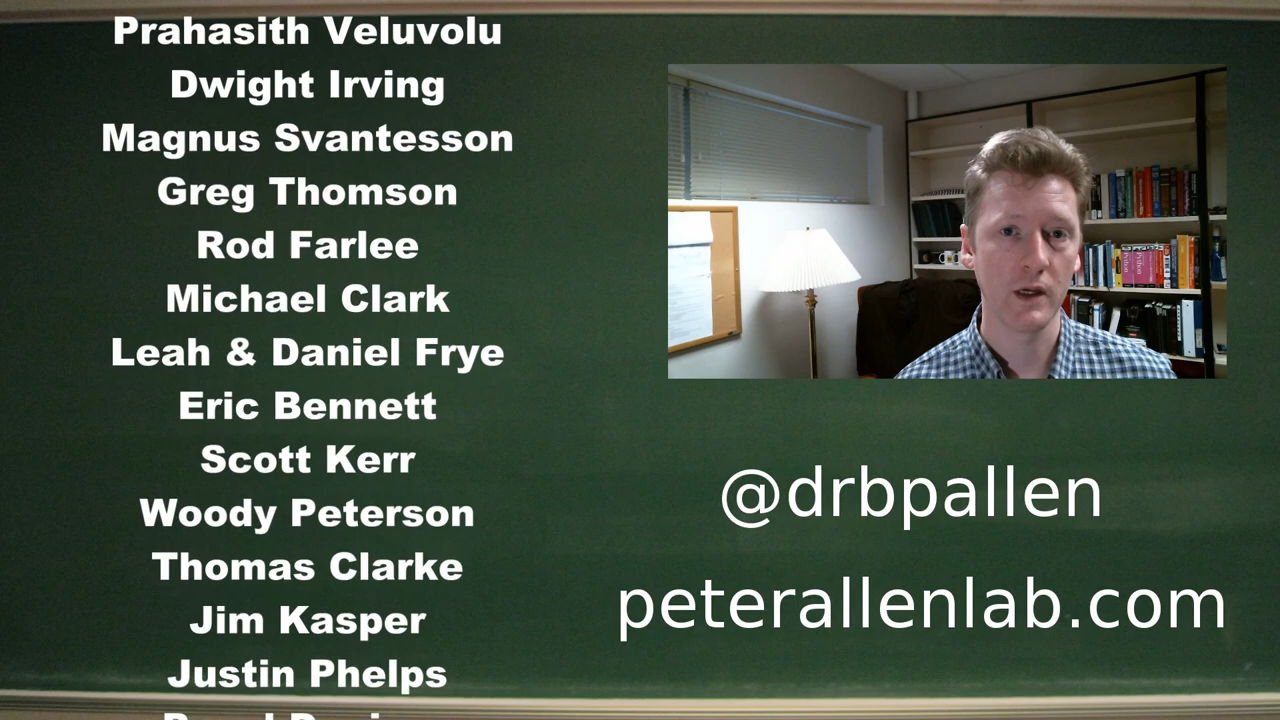 Prahasith Veluvolu
Dwight Irving
Magnus Svantesson
Greg Thomson
Rod Farlee
Michael Clark
Leah & Daniel Frye
Eric Bennett
Scott Kerr
Woody Peterson
Thomas Clarke
Jim Kasper
Justin Phelps
@drbpallen
peterallenlab.com